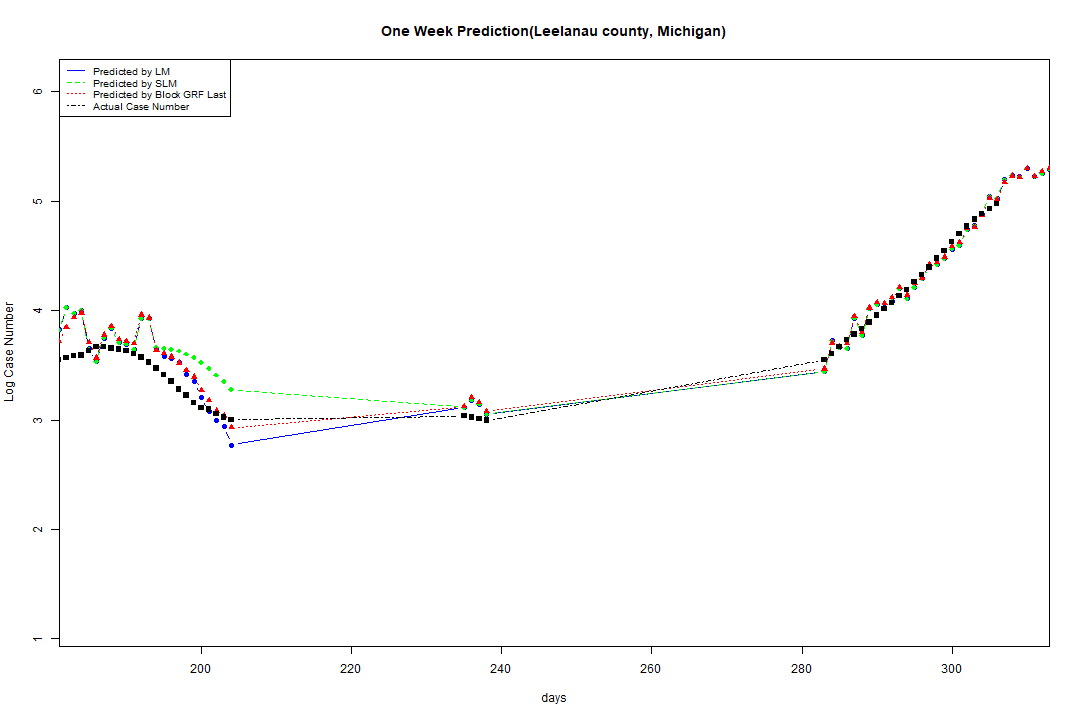 One Week Prediction(Leelanau county, Michigan)
Predicted by LM
Predicted by SLM
Predicted by Block GRF Last
Actual Case Number
6
5
4
3
2
1
Log Case Number
200 220 240 260 280 300
days